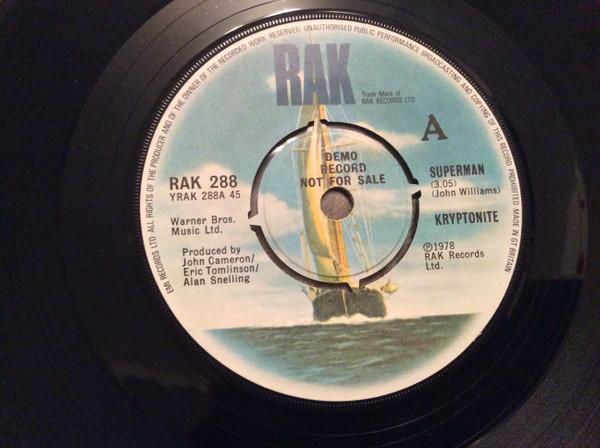 EMI RECORDS LTD. ALL RIGHTS OF THE PRODUCER AND OF THE OWNER OF THE RECORDED WORK RESERVED. UNAUTHORISED PUBLIC PERFORMANCE BROADCASTING AND COPYING OF THIS RECORD PROHIBITED. MADE IN GT BRITAIN
RAK
Trade Mark of
RAK RECORDS LTD
A
DEMO
RECORD
NOT FOR SALE
RAK 288
YRAK 288A 45
SUPERMAN
(3.05)
(John Williams)
Warner Bros.
Music Ltd.
KRYPTONITE
Produced by
John Cameron/
Eric Tomlinson/
Alan Snelling
℗1978
RAK Records
Ltd.